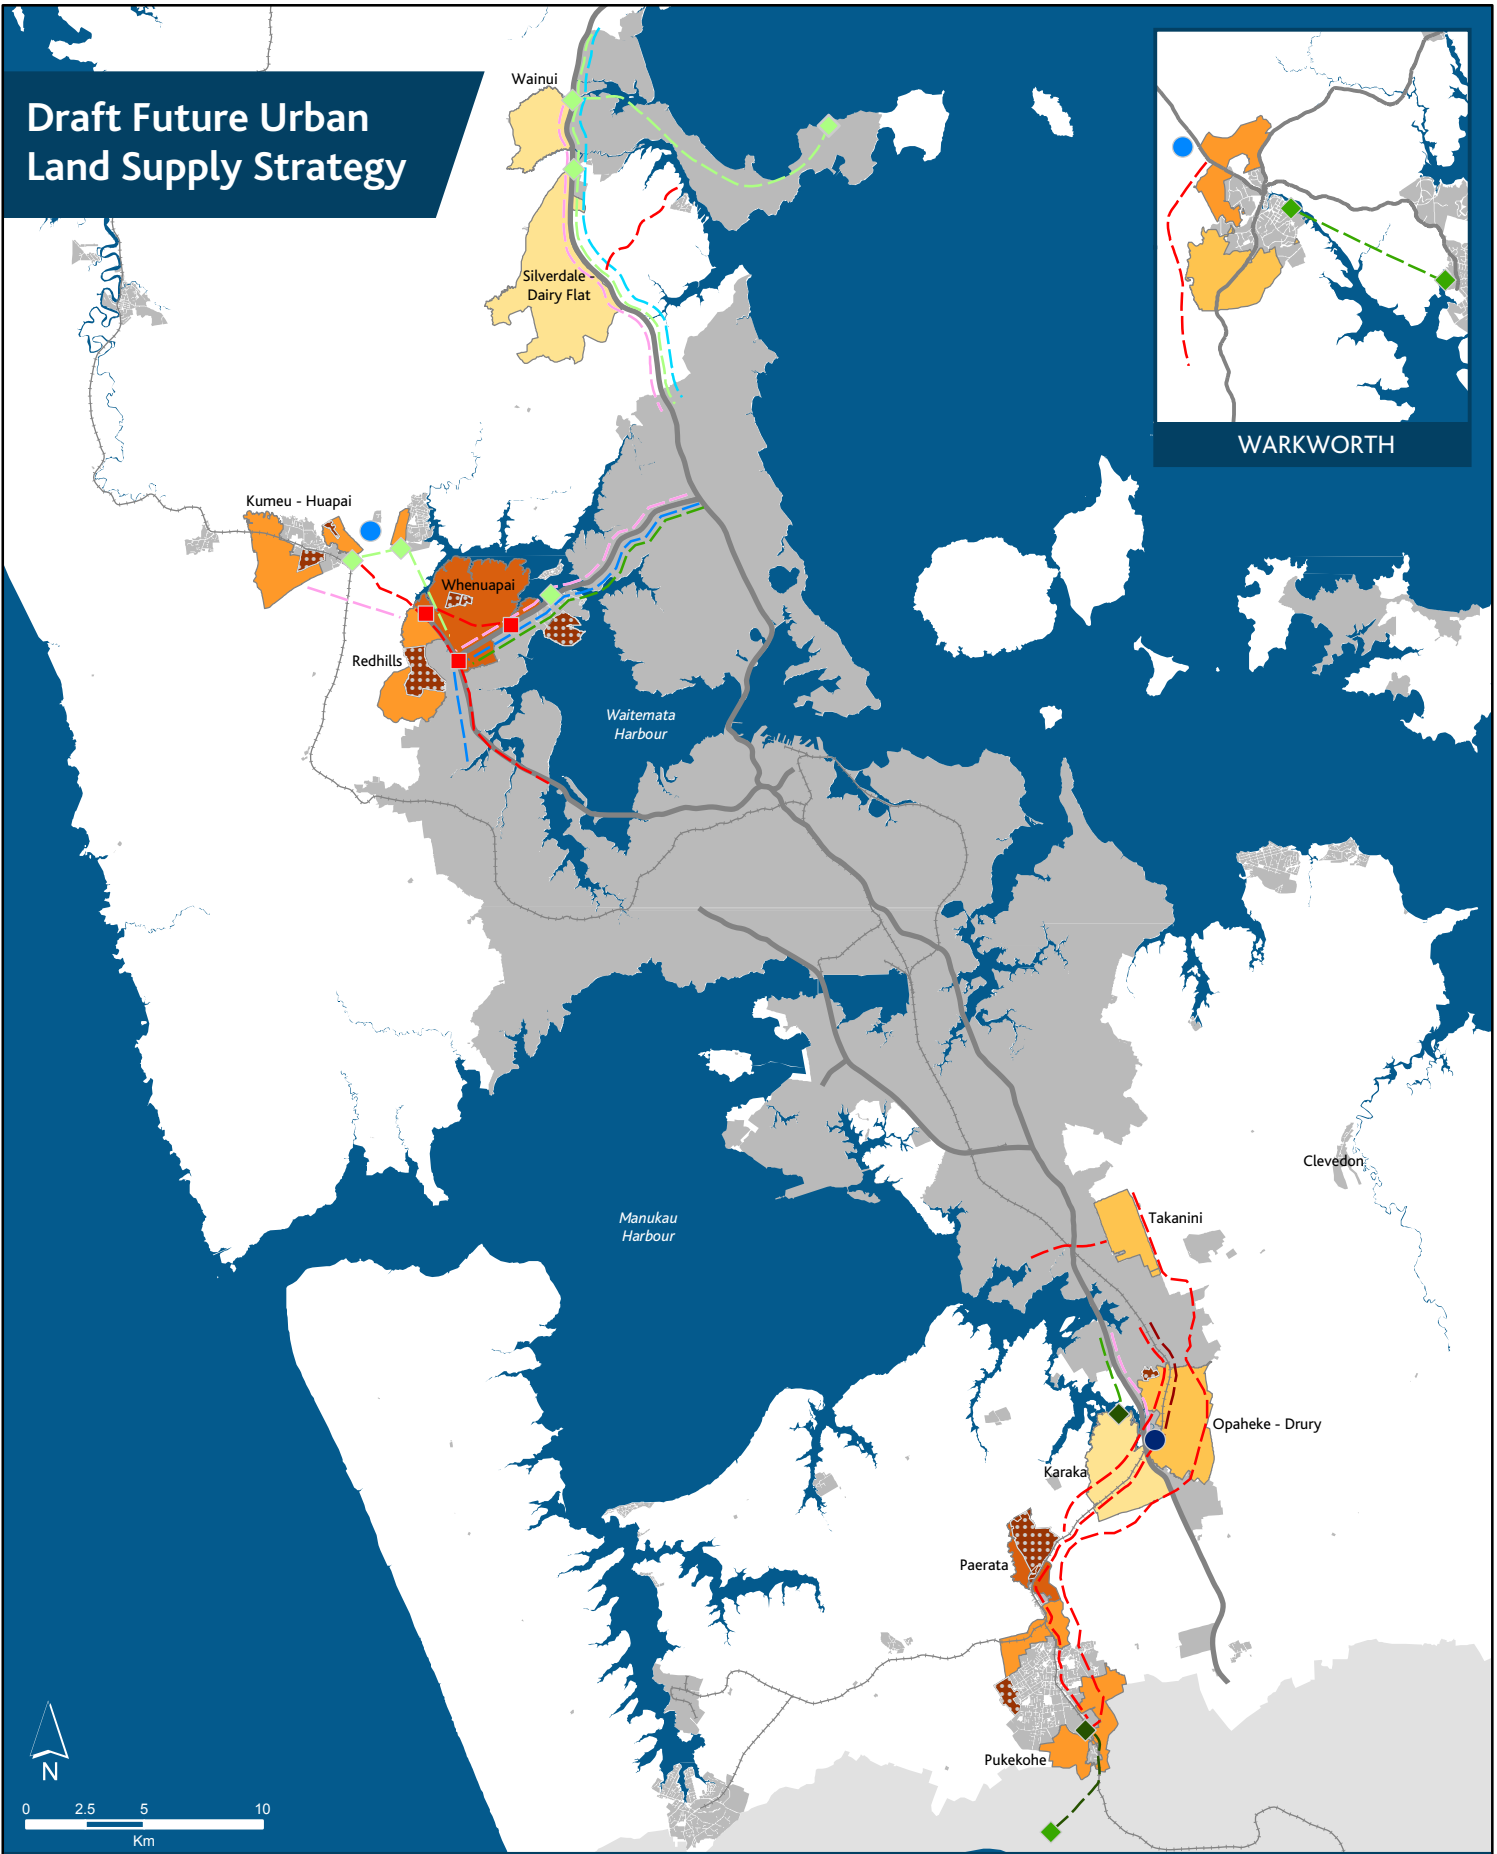 Draft Future Urban
Land Supply Strategy
Wainui
Silverdale -
Dairy Flat
WARKWORTH
Kumeu - Huapai
Whenuapai
Redhills
Waitemata
Harbour
Clevedon
Manukau
Harbour
Takanini
Opaheke - Drury
Karaka
Paerata
Pukekohe
N
0 2.5 5 10
Km